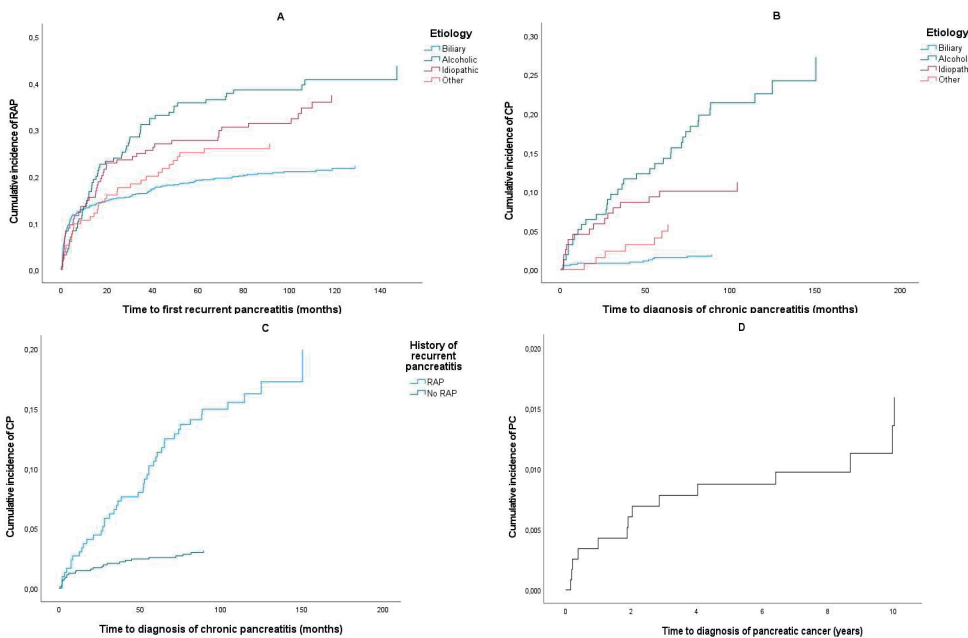 A
Etiology
Biliary
Alcoholic
Idiopathic
Other
Cumulative incidence of RAP
0,5
0,4
0,3
0,2
0,1
0,0
0
20
40
60
80
100
120
140
Time to first recurrent pancreatitis (months)
B
Etiology
Biliary
Alcohol
Idiopath
Other
Cumulative incidence of CP
0,30
0,25
0,20
0,15
0,10
0,05
0,00
0
50
100
150
200
Time to diagnosis of chronic pancreatitis (months)
C
History of
recurrent
pancreatitis
RAP
No RAP
Cumulative incidence of CP
0,20
0,15
0,10
0,05
0,00
0
50
100
150
200
Time to diagnosis of chronic pancreatitis (months)
D
Cumulative incidence of PC
0,020
0,015
0,010
0,005
0,000
0
2
4
6
8
10
Time to diagnosis of pancreatic cancer (years)